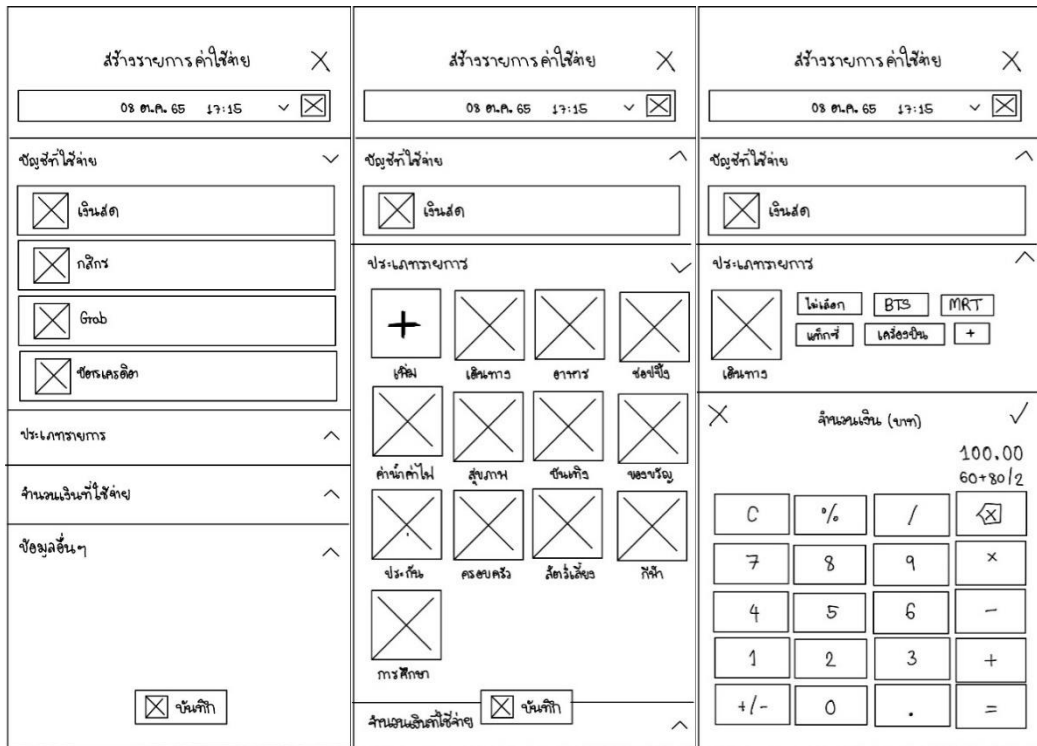 สร้างรายการค่าใช้จ่าย X
08 ต.ค. 65 17:15
บัญชีที่ใช้จ่าย
เงินสด
กสิกร
Grab
บัตรเครดิต
ประเภทรายการ
จำนวนเงินที่ใช้จ่าย
ข้อมูลอื่นๆ
บันทึก
สร้างรายการค่าใช้จ่าย X
08 ต.ค. 65 17:15
บัญชีที่ใช้จ่าย
เงินสด
ประเภทรายการ
+
เพิ่ม เดินทาง อาหาร ช่อปปิ้ง
ค่าน้ำค่าไฟ สุขภาพ บันเทิง ของขวัญ
ประกัน ครอบครัว สัตว์เลี้ยง กีฬา
การศึกษา
จำนวนเงินที่ใช้จ่าย บันทึก
สร้างรายการค่าใช้จ่าย X
08 ต.ค. 65 17:15
บัญชีที่ใช้จ่าย
เงินสด
ประเภทรายการ
ไม่เลือก BTS MRT
แท็กซี่ เครื่องบิน +
เดินทาง
X จำนวนเงิน (บาท) ✓
100.00
60+80/2
C % / ⌫
7 8 9 ×
4 5 6 -
1 2 3 +
+/- 0 . =